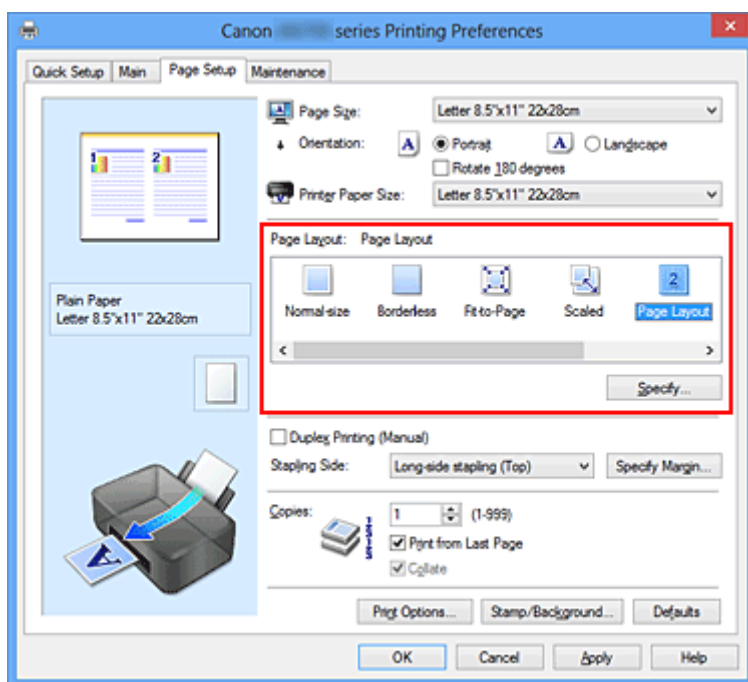 Canon series Printing Preferences
Quick Setup Main Page Setup Maintenance
1 2
Plain Paper
Letter 8.5"x11" 22x28cm
Page Size: Letter 8.5"x11" 22x28cm
Orientation: A Portrait A Landscape
Rotate 180 degrees
Printer Paper Size: Letter 8.5"x11" 22x28cm
Page Layout: Page Layout
2
Normal-size Borderless Fit-to-Page Scaled Page Layout
Specify...
Duplex Printing (Manual)
Stapling Side: Long-side stapling (Top) Specify Margin...
Copies: 1 (1-999)
Print from Last Page
Collate
A
Print Options... Stamp/Background... Defaults
OK Cancel Apply Help